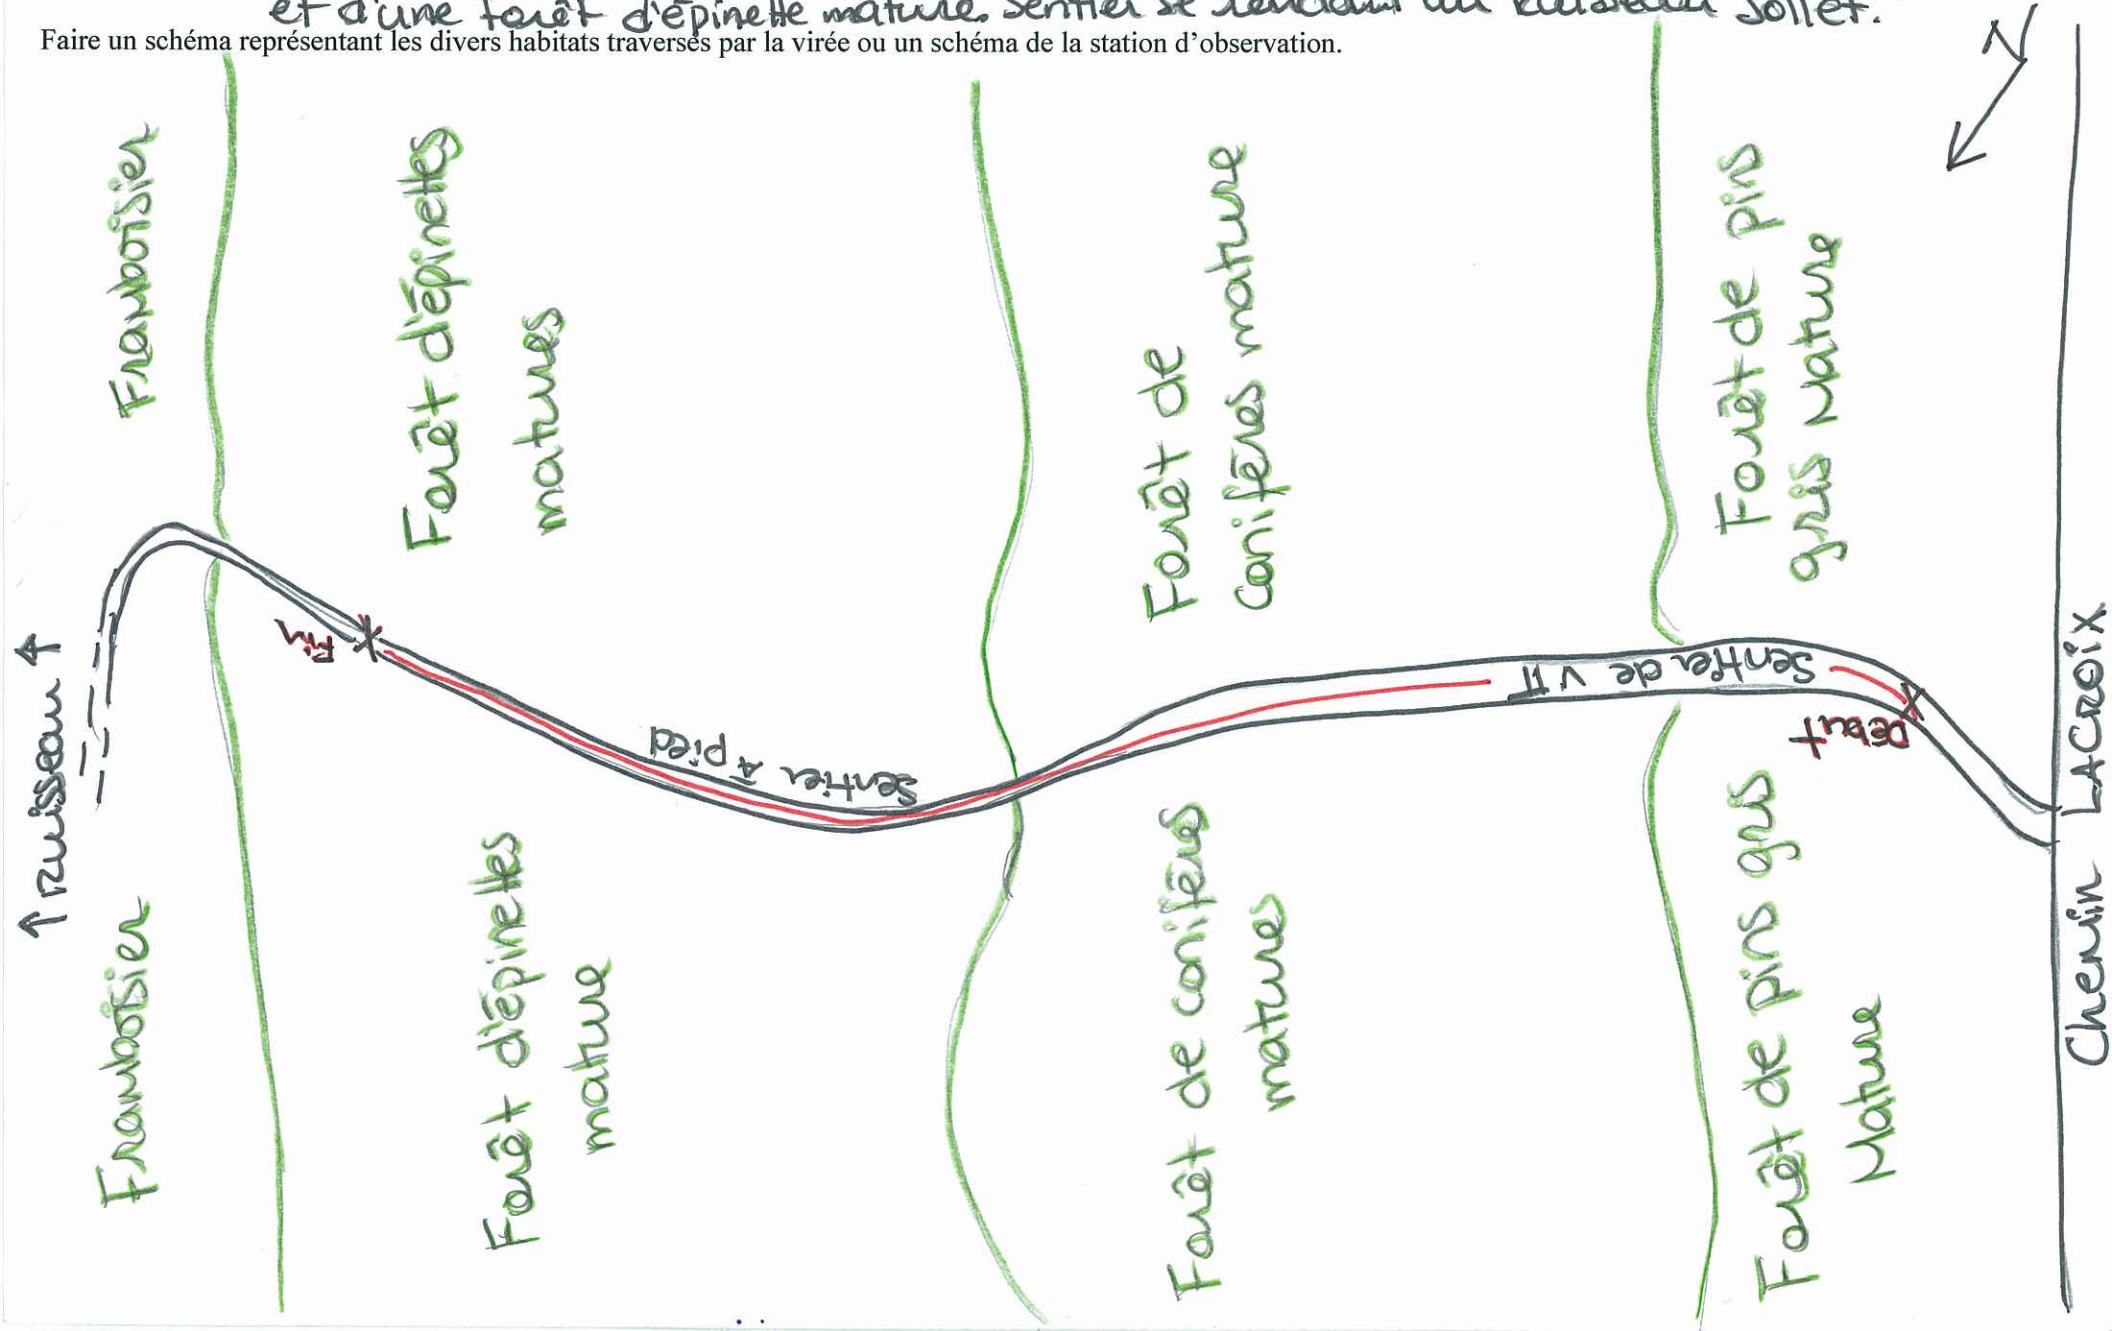 et d'une forêt d'épinette mature. Sentier se rendant au Ruisseau Jollet.
Faire un schéma représentant les divers habitats traversés par la virée ou un schéma de la station d'observation.
N
Framboisier
Forêt d'épinettes
matures
Forêt de
conifères mature
Forêt de pins
gris Mature
↑ Ruisseau ↑
Fin
Sentier à pied
Sentier de VTT
Début
Chemin LACROIX
Framboisier
Forêt d'épinettes
mature
Forêt de conifères
matures
Forêt de pins gris
Mature